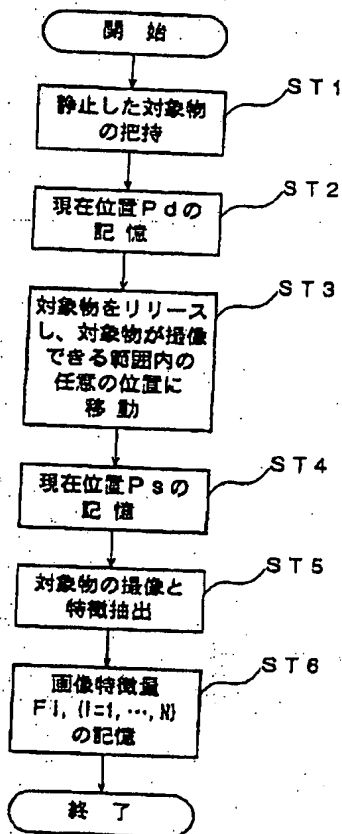 開 始
ST1
静止した対象物
の把持
ST2
現在位置Pdの
記 憶
ST3
対象物をリリース
し、対象物が撮像
できる範囲内の
任意の位置に
移 動
ST4
現在位置Psの
記 憶
ST5
対象物の撮像と
特徴抽出
ST6
画像特徴量
Fi, (i=1, …, N)
の記憶
終 了